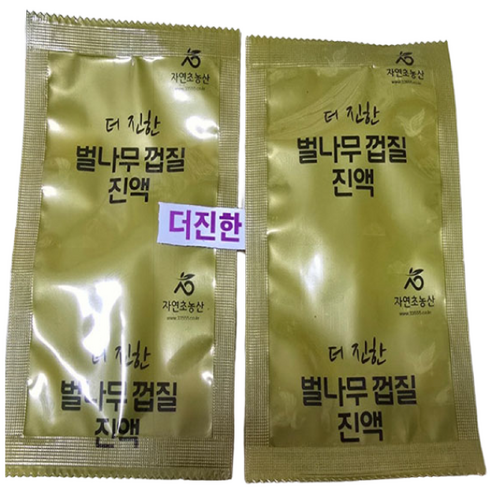 자연초농산
더 진한
벌나무 껍질
진액
자연초농산
더 진한
벌나무 껍질
진액
더진한
자연초농산
더 진한
벌나무 껍질
진액
자연초농산
더 진한
벌나무 껍질
진액